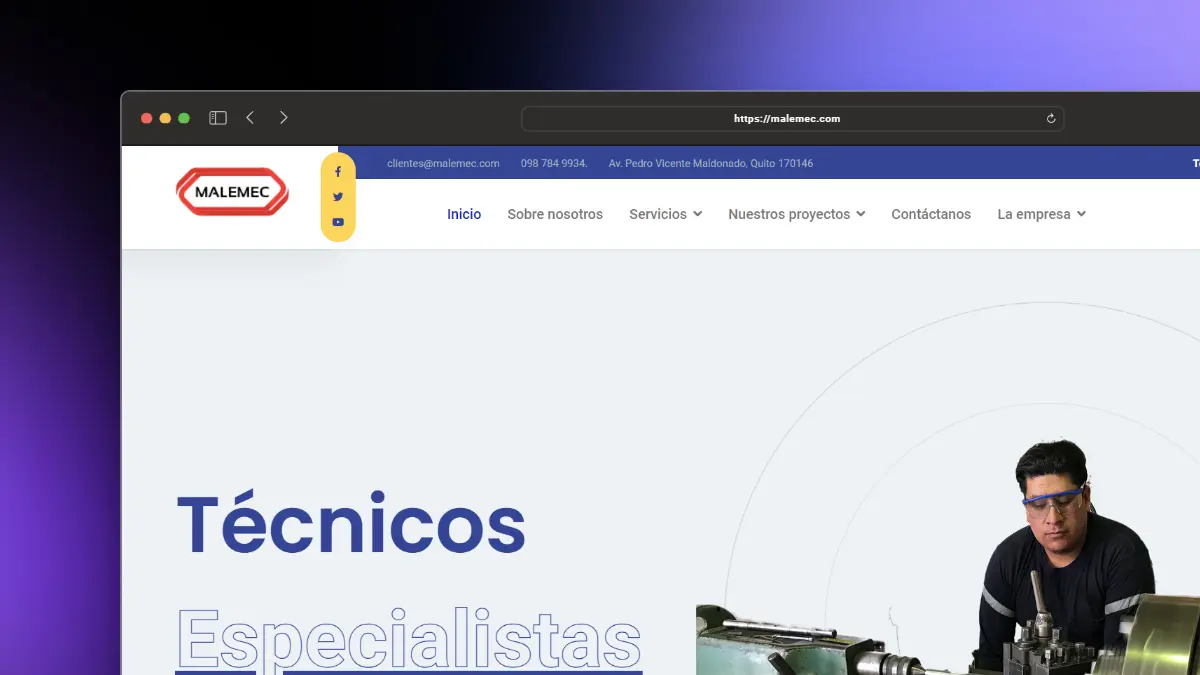 https://malemec.com
MALEMEC
clientes@malemec.com 098 784 9934. Av. Pedro Vicente Maldonado, Quito 170146
Inicio Sobre nosotros Servicios Nuestros proyectos Contáctanos La empresa
Técnicos
Especialistas